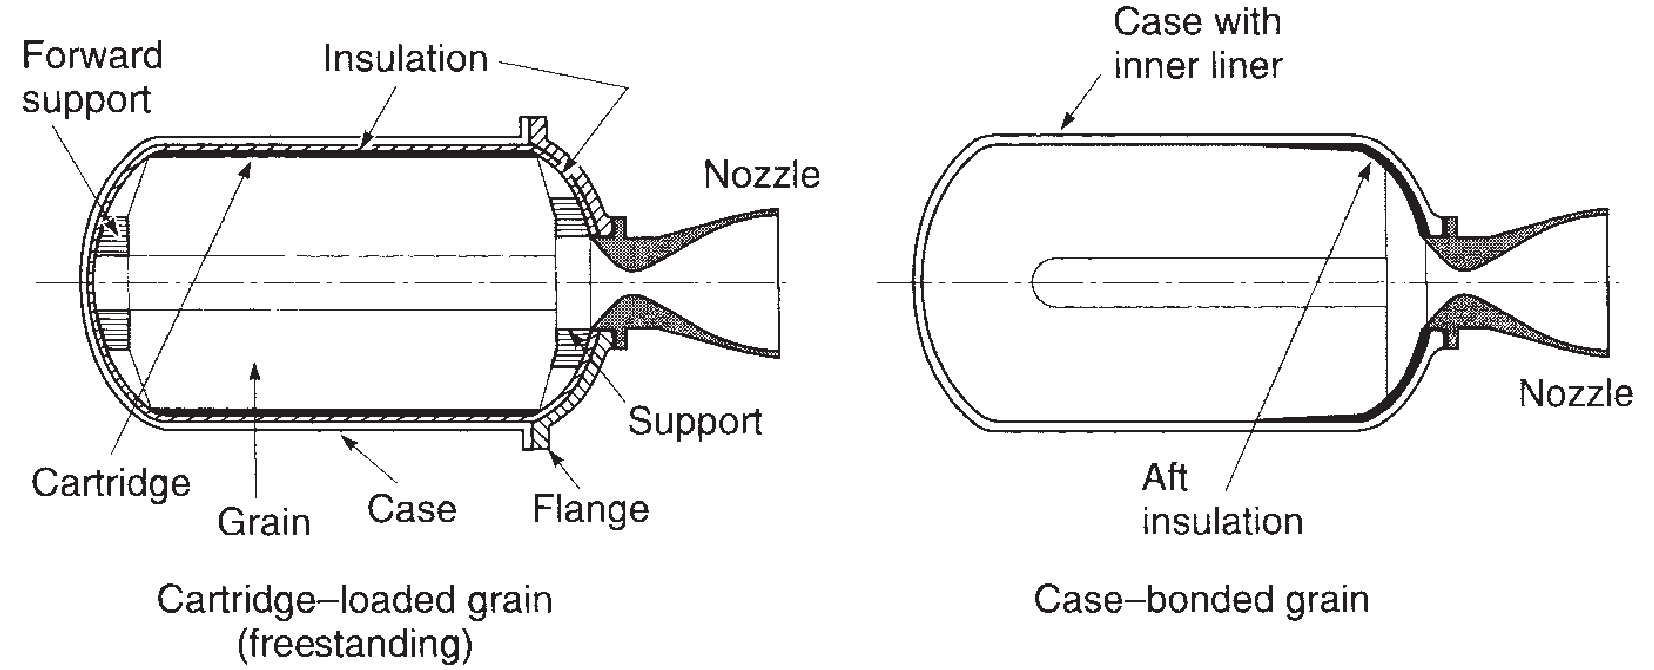 Forward
support
Insulation
Nozzle
Cartridge
Grain
Case
Flange
Support
Cartridge–loaded grain
(freestanding)
Case with
inner liner
Nozzle
Aft
insulation
Case–bonded grain